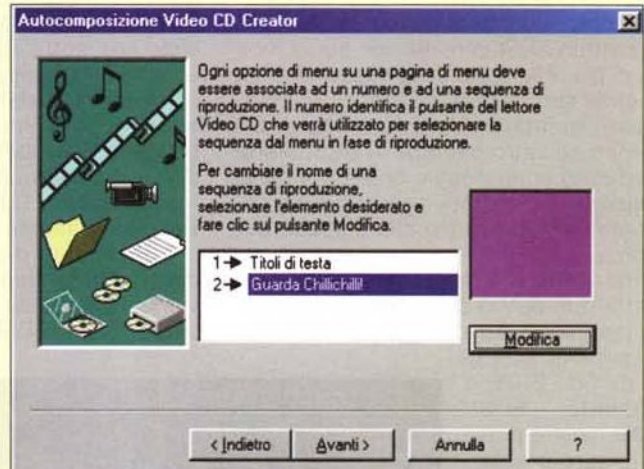 Autocomposizione Video CD Creator
Ogni opzione di menu su una pagina di menu deve
essere associata ad un numero e ad una sequenza di
riproduzione. Il numero identifica il pulsante del lettore
Video CD che verrà utilizzato per selezionare la
sequenza dal menu in fase di riproduzione.
Per cambiare il nome di una
sequenza di riproduzione,
selezionare l'elemento desiderato e
fare clic sul pulsante Modifica.
1 Titoli di testa
2 Guarda Chillichilli!
Modifica
< Indietro Avanti > Annulla ?